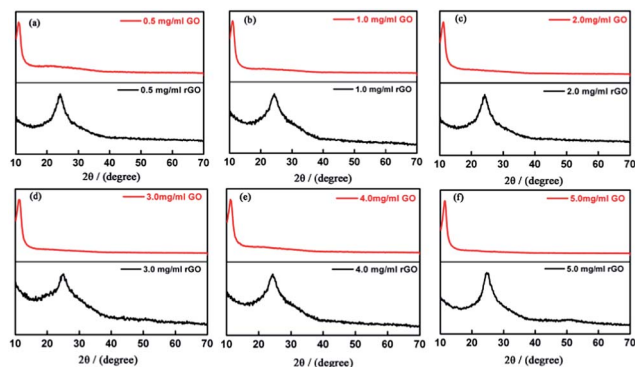 (a)
0.5 mg/ml GO
0.5 mg/ml rGO
10 20 30 40 50 60 70
2θ / (degree)
(b)
1.0 mg/ml GO
1.0 mg/ml rGO
10 20 30 40 50 60 70
2θ / (degree)
(c)
2.0mg/ml GO
2.0 mg/ml rGO
10 20 30 40 50 60 70
2θ / (degree)
(d)
3.0mg/ml GO
3.0 mg/ml rGO
10 20 30 40 50 60 70
2θ / (degree)
(e)
4.0mg/ml GO
4.0 mg/ml rGO
10 20 30 40 50 60 70
2θ / (degree)
(f)
5.0mg/ml GO
5.0 mg/ml rGO
10 20 30 40 50 60 70
2θ / (degree)